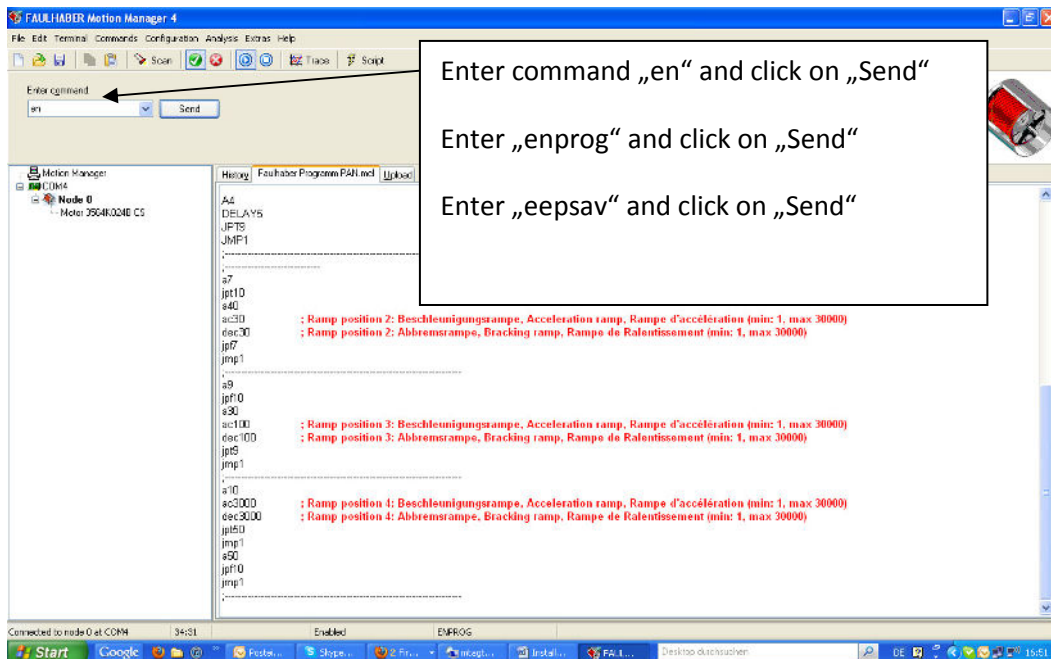 FAULHABER Motion Manager 4
File Edit Terminal Commands Configuration Analysis Extras Help
Scan Trace Script
Enter command
en Send
Enter command „en“ and click on „Send“
Enter „enprog“ and click on „Send“
Enter „eepsav“ and click on „Send“
Motion Manager
COM4
Node 0
Motor 3564K024B CS
History Faulhaber Programm PAN.mcl Upload
A4
DELAY5
JPT9
JMP1
;--------------------
;--------------------
a7
jpt10
a40
ac30 ; Ramp position 2: Beschleunigungsrampe, Acceleration ramp, Rampe d'accélération (min: 1, max 30000)
dec30 ; Ramp position 2: Abbremsrampe, Bracking ramp, Rampe de Ralentissement (min: 1, max 30000)
jpf7
jmp1
;--------------------
a9
jpf10
a30
ac100 ; Ramp position 3: Beschleunigungsrampe, Acceleration ramp, Rampe d'accélération (min: 1, max 30000)
dec100 ; Ramp position 3: Abbremsrampe, Bracking ramp, Rampe de Ralentissement (min: 1, max 30000)
jpt9
jmp1
;--------------------
a10
ac3000 ; Ramp position 4: Beschleunigungsrampe, Acceleration ramp, Rampe d'accélération (min: 1, max 30000)
dec3000 ; Ramp position 4: Abbremsrampe, Bracking ramp, Rampe de Ralentissement (min: 1, max 30000)
jpt50
jmp1
a50
jpf10
jmp1
;--------------------
Connected to node 0 at COM4 34:31 Enabled ENPROG
Start Google Postei... Skype... 2 Fir... Install... FAUL... Desktop durchsuchen DE 16:51